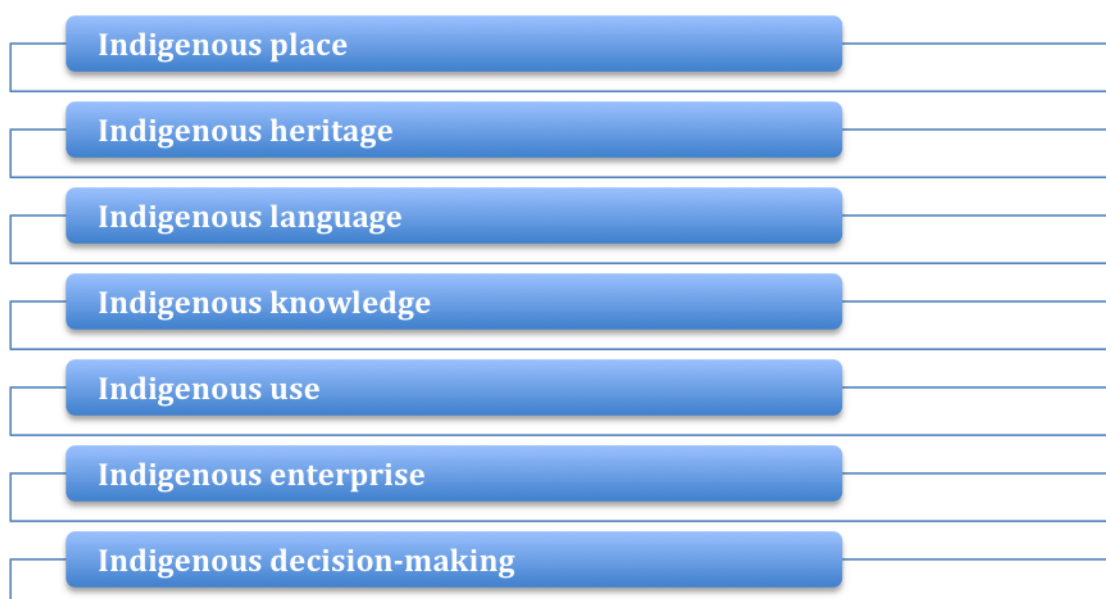 Indigenous place
Indigenous heritage
Indigenous language
Indigenous knowledge
Indigenous use
Indigenous enterprise
Indigenous decision-making